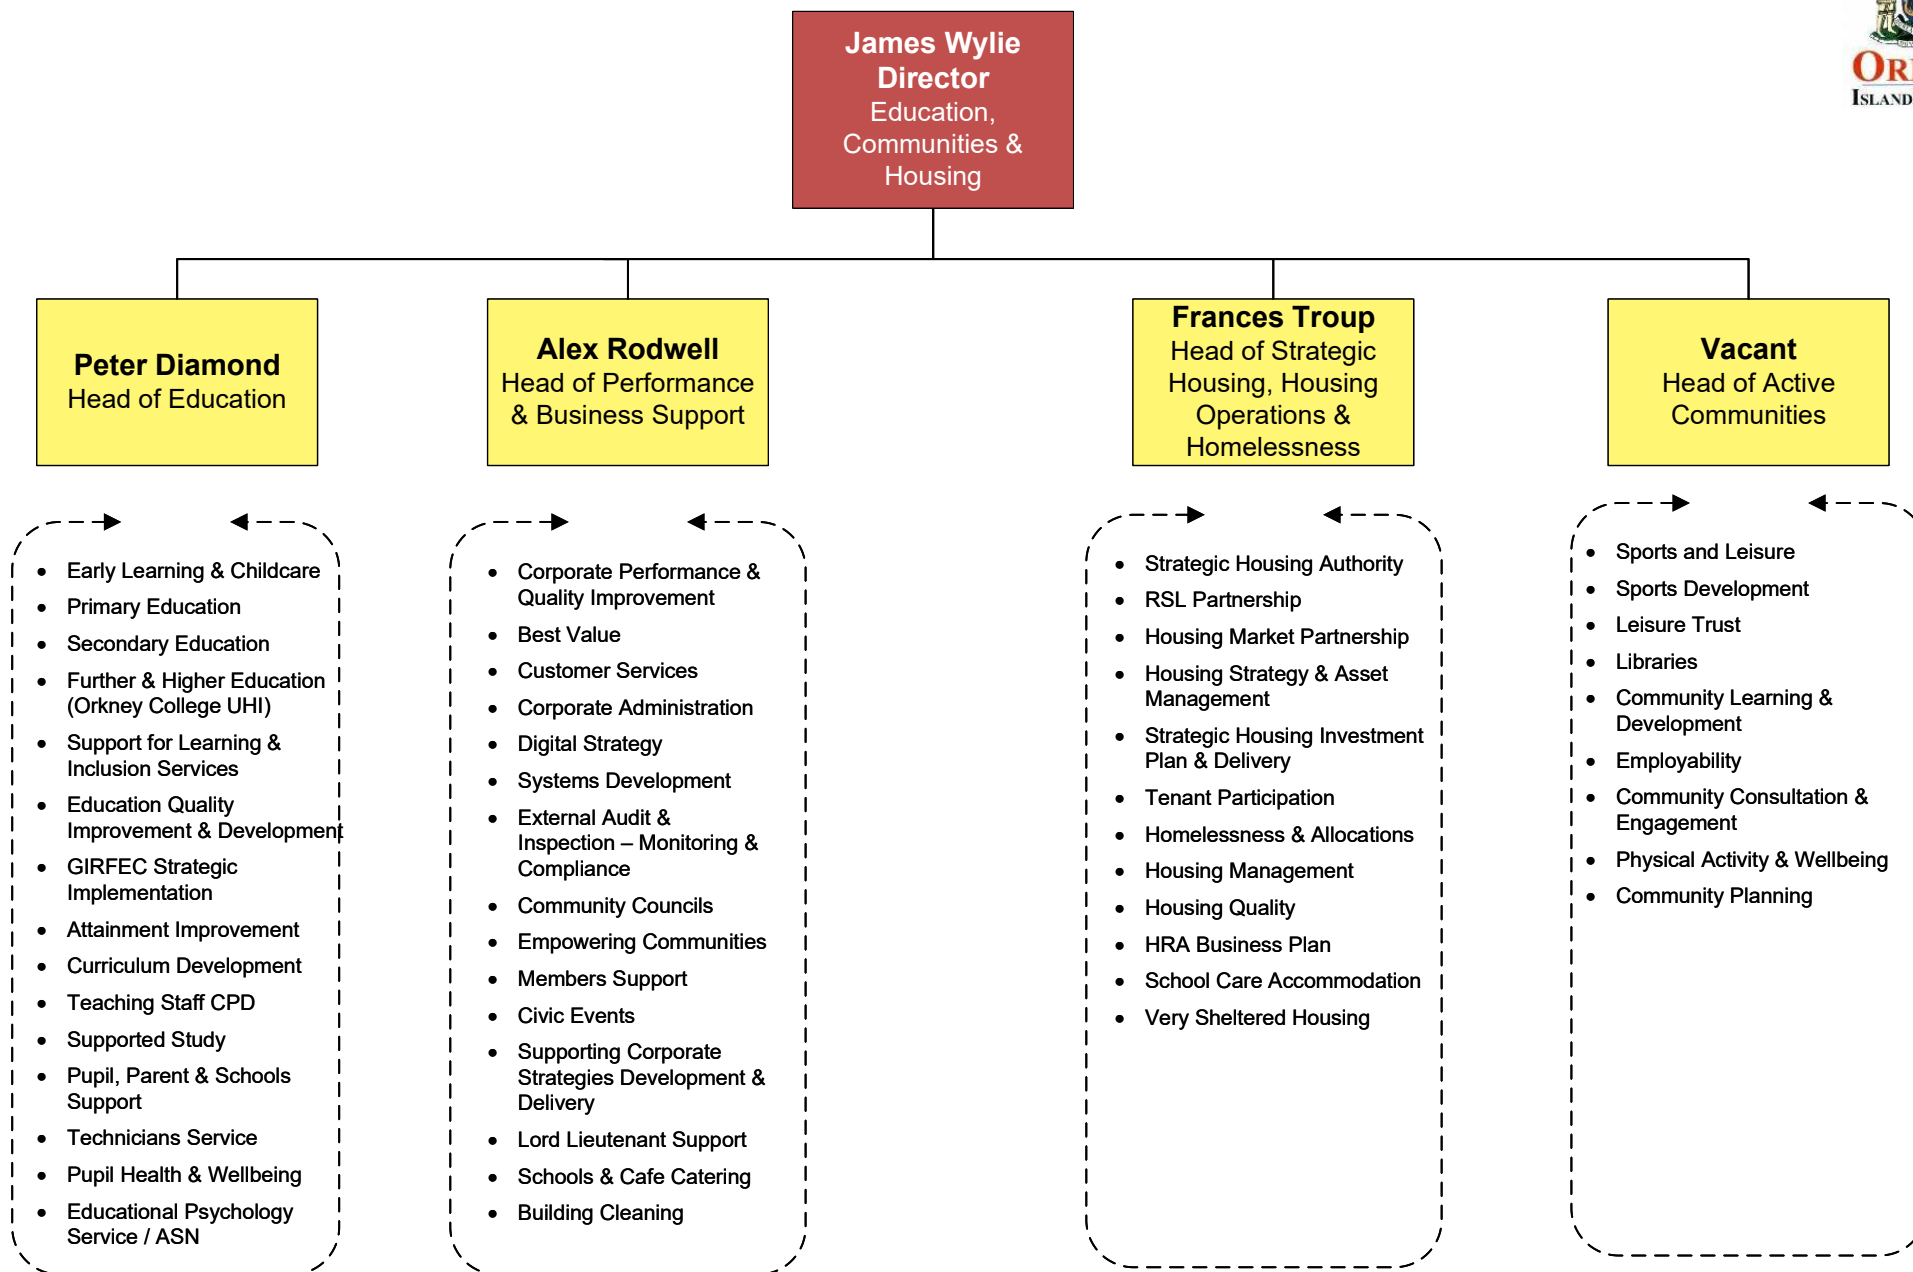 James Wylie
Director
Education,
Communities &
Housing
Peter Diamond
Head of Education
Alex Rodwell
Head of Performance
& Business Support
Frances Troup
Head of Strategic
Housing, Housing
Operations &
Homelessness
Vacant
Head of Active
Communities
• Early Learning & Childcare
• Primary Education
• Secondary Education
• Further & Higher Education
(Orkney College UHI)
• Support for Learning &
Inclusion Services
• Education Quality
Improvement & Development
• GIRFEC Strategic
Implementation
• Attainment Improvement
• Curriculum Development
• Teaching Staff CPD
• Supported Study
• Pupil, Parent & Schools
Support
• Technicians Service
• Pupil Health & Wellbeing
• Educational Psychology
Service / ASN
• Corporate Performance &
Quality Improvement
• Best Value
• Customer Services
• Corporate Administration
• Digital Strategy
• Systems Development
• External Audit &
Inspection – Monitoring &
Compliance
• Community Councils
• Empowering Communities
• Members Support
• Civic Events
• Supporting Corporate
Strategies Development &
Delivery
• Lord Lieutenant Support
• Schools & Cafe Catering
• Building Cleaning
• Strategic Housing Authority
• RSL Partnership
• Housing Market Partnership
• Housing Strategy & Asset
Management
• Strategic Housing Investment
Plan & Delivery
• Tenant Participation
• Homelessness & Allocations
• Housing Management
• Housing Quality
• HRA Business Plan
• School Care Accommodation
• Very Sheltered Housing
• Sports and Leisure
• Sports Development
• Leisure Trust
• Libraries
• Community Learning &
Development
• Employability
• Community Consultation &
Engagement
• Physical Activity & Wellbeing
• Community Planning